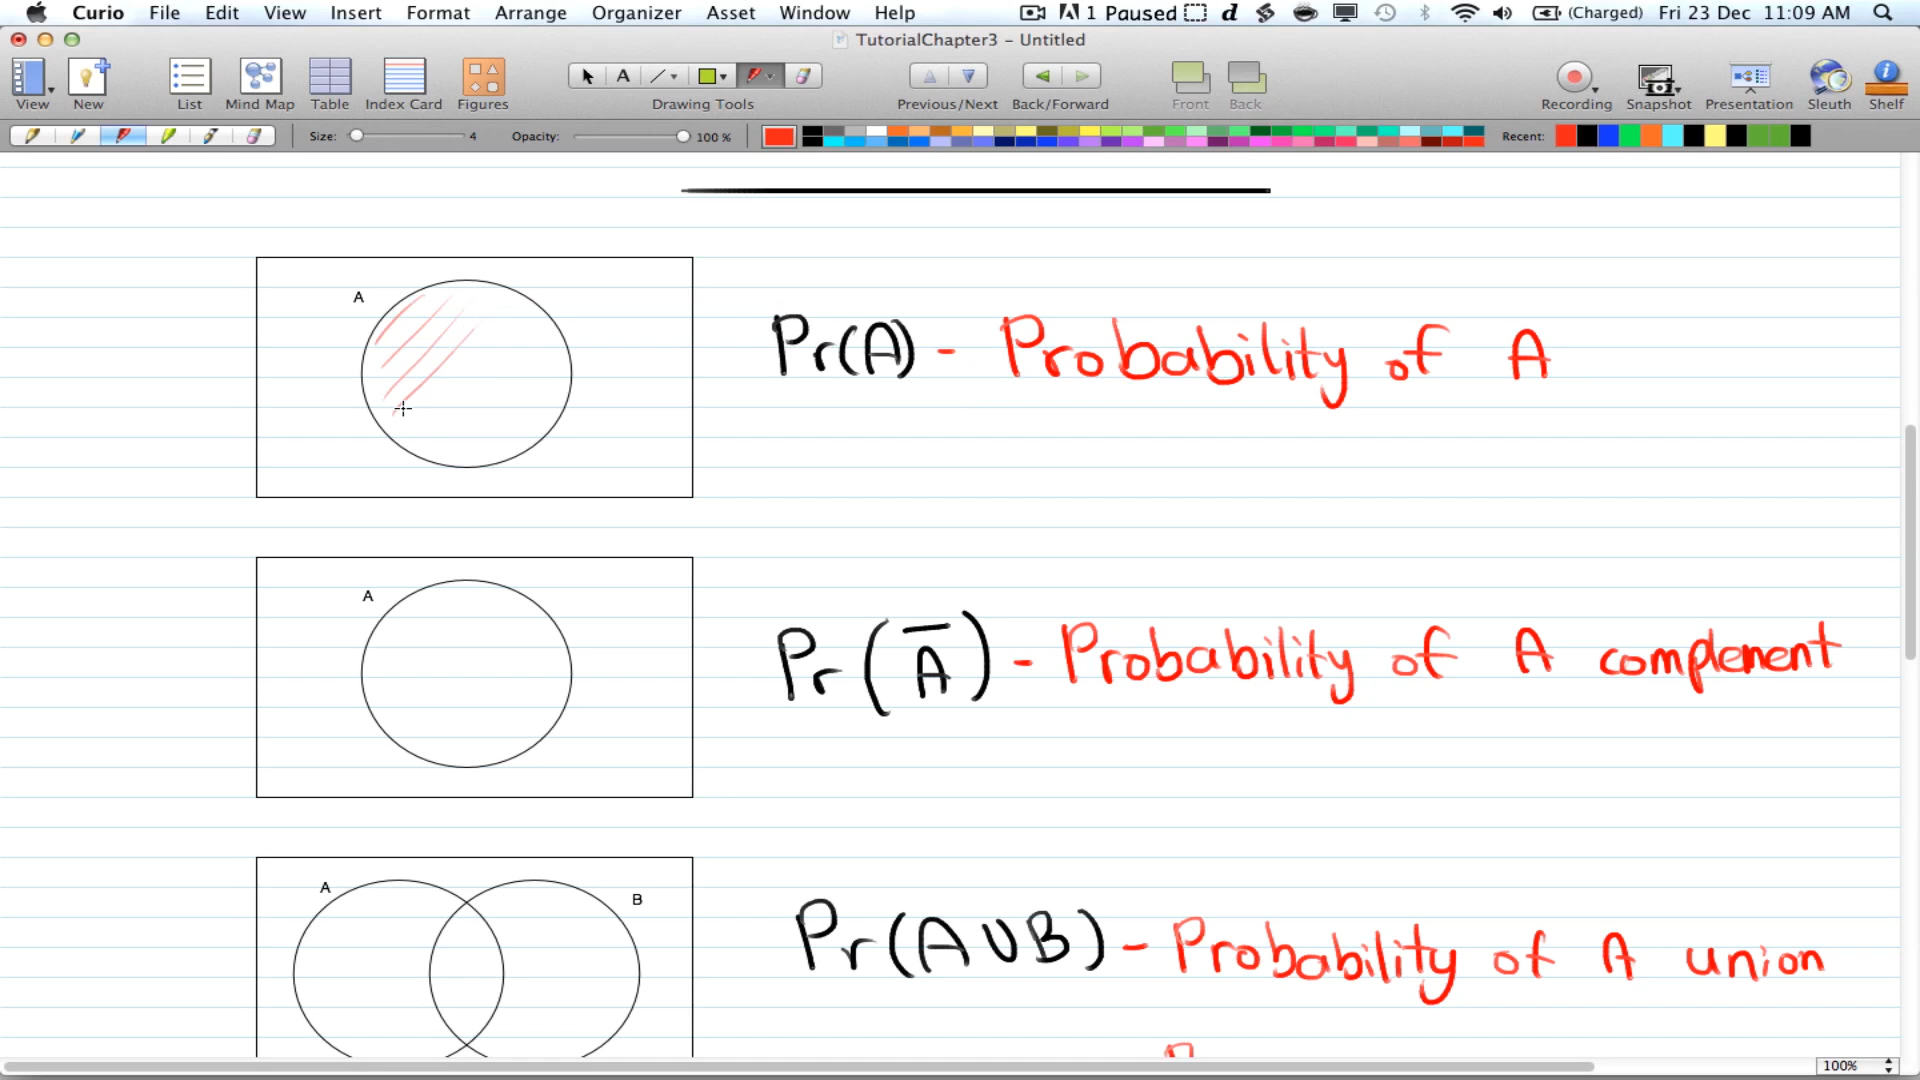 Curio File Edit View Insert Format Arrange Organizer Asset Window Help 1 Paused (Charged) Fri 23 Dec 11:09 AM
TutorialChapter3 – Untitled
View New List Mind Map Table Index Card Figures Drawing Tools Previous/Next Back/Forward Front Back Recording Snapshot Presentation Sleuth Shelf
Size: 4 Opacity: 100 % Recent:
A
Pr(A) - Probability of A
A
Pr(A̅) - Probability of A complement
A B
Pr(A∪B) - Probability of A union
100%